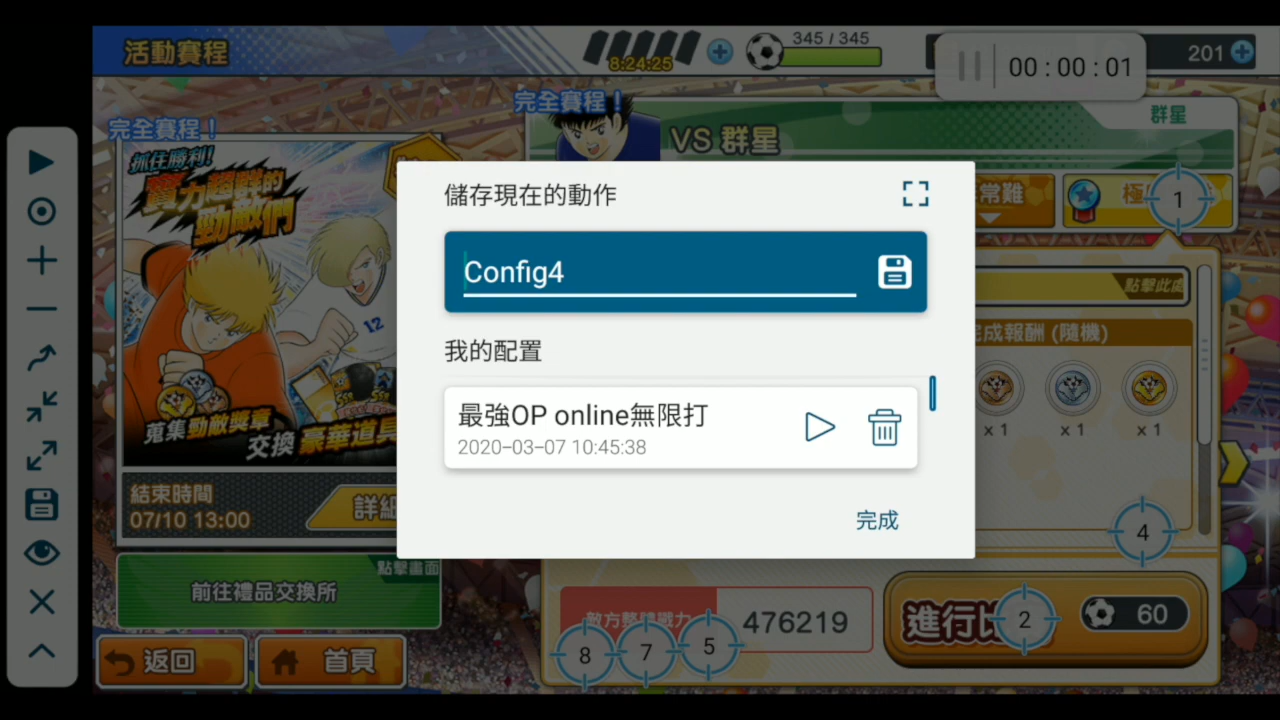 活動賽程
8:24:25
345 / 345
00 : 00 : 01
201
完全賽程！
完全賽程！
VS 群星
群星
抓住勝利!
實力超群的
勁敵們
常難
極
1
12
儲存現在的動作
Config4
我的配置
最強OP online無限打
2020-03-07 10:45:38
完成
點擊此處
完成報酬 (隨機)
x 1
x 1
x 1
蒐集勁敵獎章
交換豪華道具
結束時間
07/10 13:00
詳細
點擊畫面
前往禮品交換所
返回
首頁
敵方整體戰力
476219
8
7
5
4
進行比
2
60